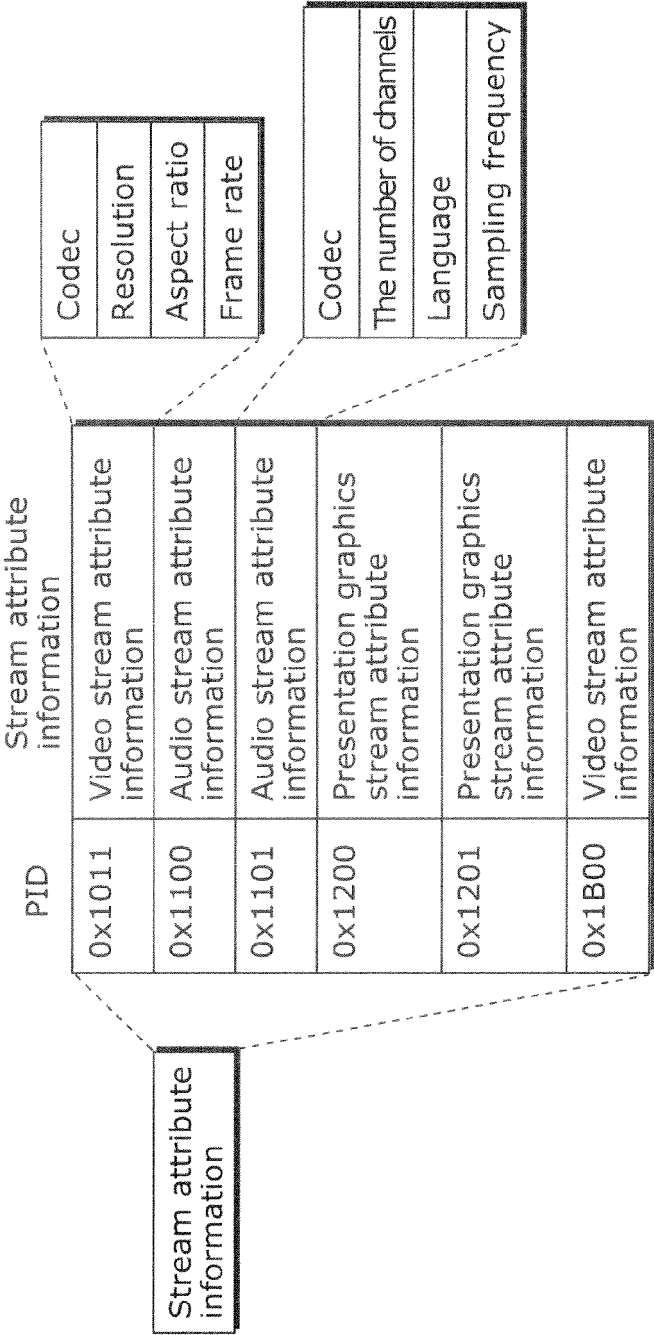 Stream attribute
information
PID
Stream attribute
information
0x1011
Video stream attribute
information
0x1100
Audio stream attribute
information
0x1101
Audio stream attribute
information
0x1200
Presentation graphics
stream attribute
information
0x1201
Presentation graphics
stream attribute
information
0x1B00
Video stream attribute
information
Codec
Resolution
Aspect ratio
Frame rate
Codec
The number of channels
Language
Sampling frequency